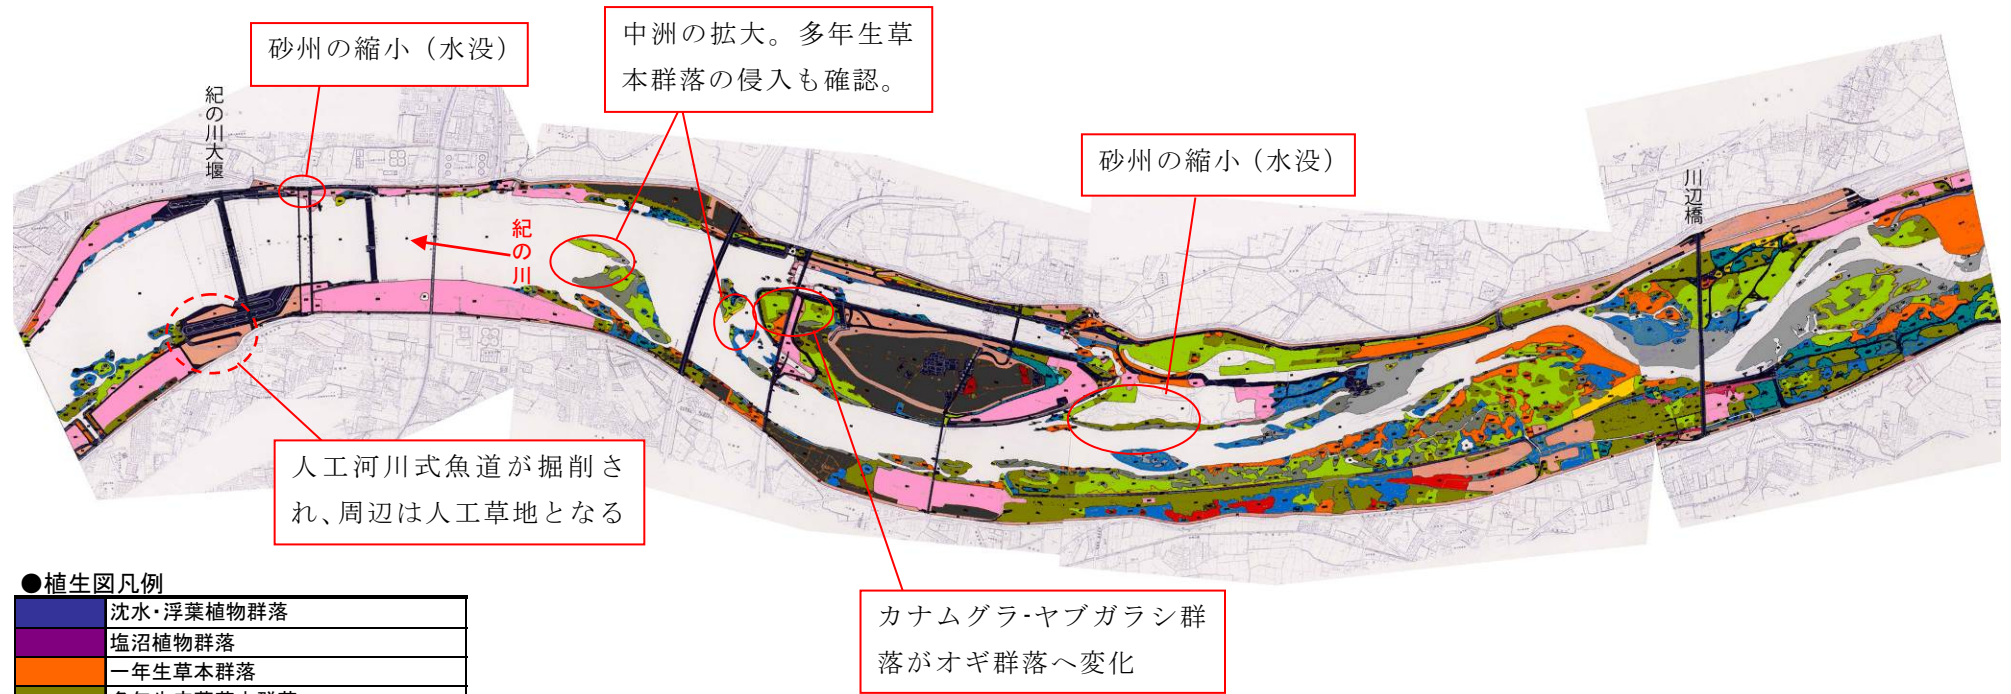 砂州の縮小（水没）
中洲の拡大。多年生草
本群落の侵入も確認。
砂州の縮小（水没）
紀の川大堰
紀の川
川辺橋
人工河川式魚道が掘削さ
れ、周辺は人工草地となる
カナムグラ-ヤブガラシ群
落がオギ群落へ変化
●植生図凡例
沈水・浮葉植物群落
塩沼植物群落
一年生草本群落